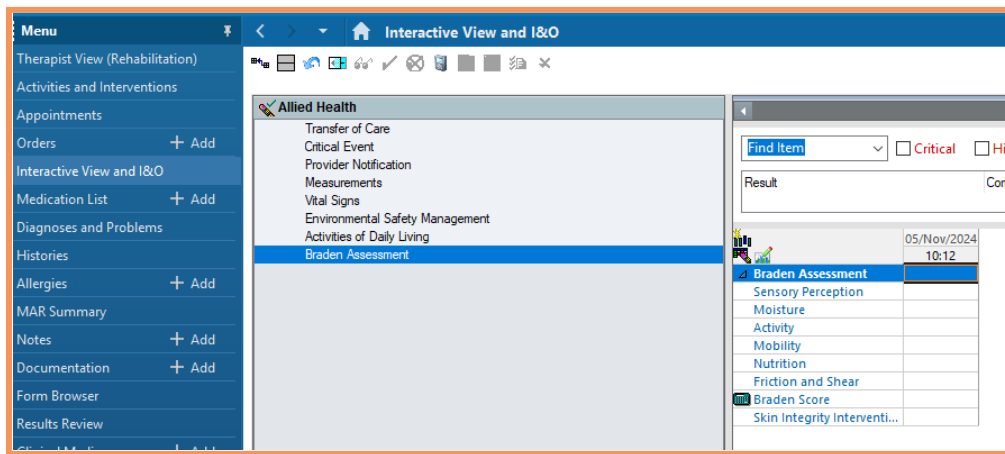 Menu
Therapist View (Rehabilitation)
Activities and Interventions
Appointments
Orders + Add
Interactive View and I&O
Medication List + Add
Diagnoses and Problems
Histories
Allergies + Add
MAR Summary
Notes + Add
Documentation + Add
Form Browser
Results Review
Interactive View and I&O
Allied Health
Transfer of Care
Critical Event
Provider Notification
Measurements
Vital Signs
Environmental Safety Management
Activities of Daily Living
Braden Assessment
Find Item Critical
Result
05/Nov/2024
10:12
Braden Assessment
Sensory Perception
Moisture
Activity
Mobility
Nutrition
Friction and Shear
Braden Score
Skin Integrity Interventi...